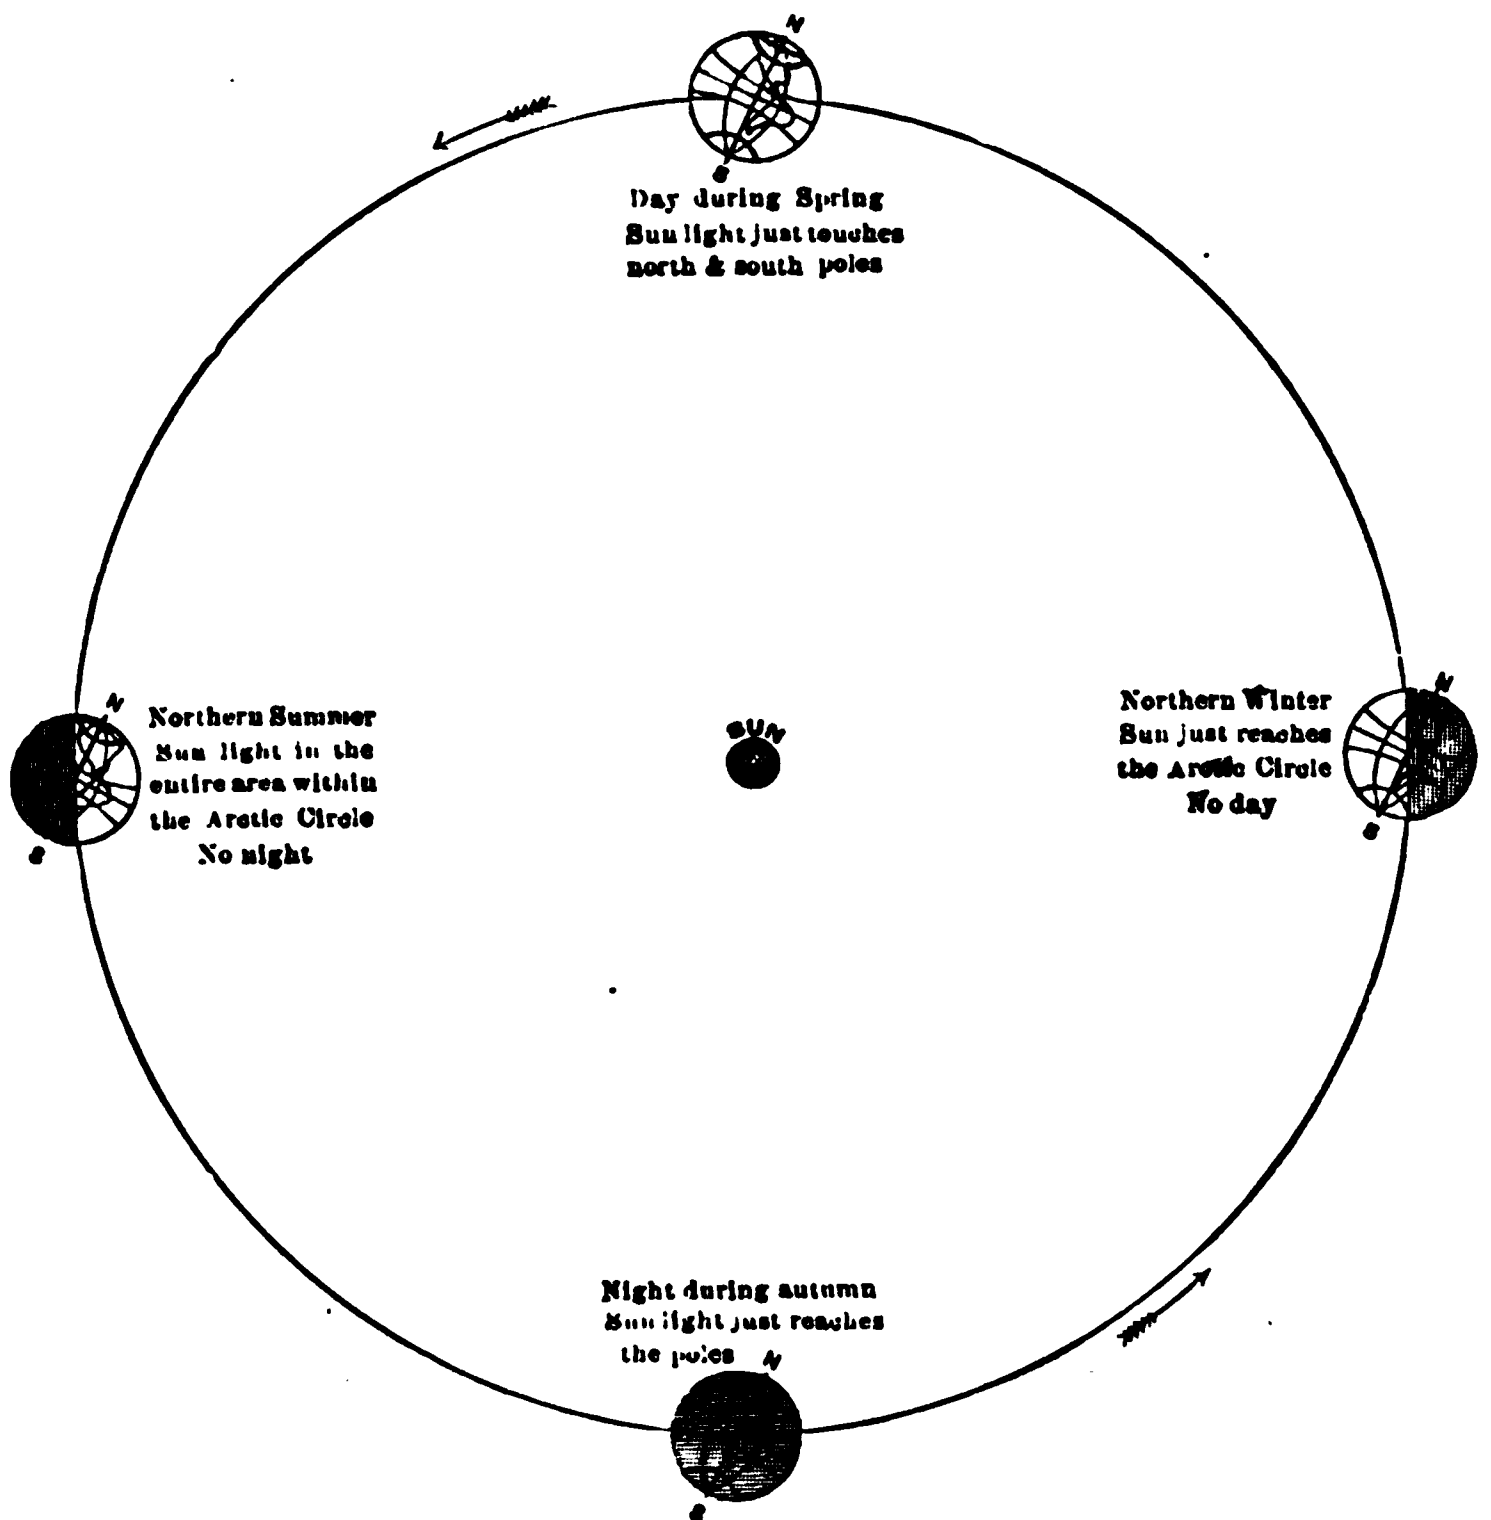 N
S
Day during Spring
Sun light just touches
north & south poles
N
Northern Summer
Sun light in the
entire area within
the Arctic Circle
No night
S
SUN
N
Northern Winter
Sun just reaches
the Arctic Circle
No day
S
Night during autumn
Sun light just reaches
the poles
N
S